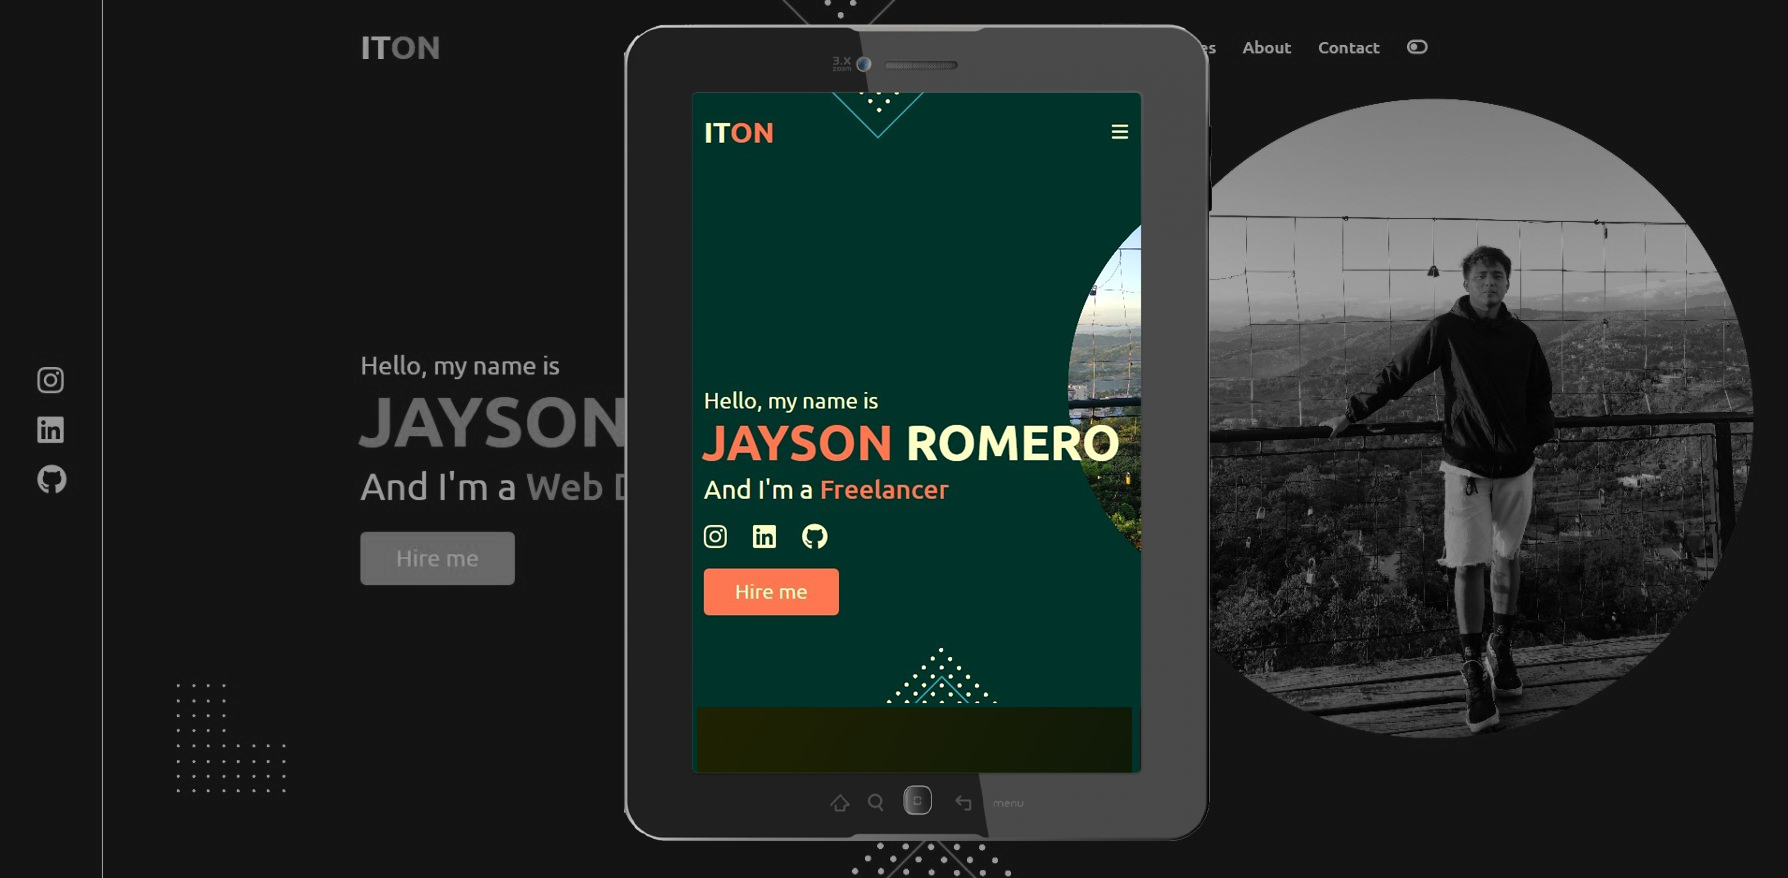 ITON
es
About
Contact
Hello, my name is
JAYSON
And I'm a Web D
Hire me
3.X
zoom
ITON
Hello, my name is
JAYSON ROMERO
And I'm a Freelancer
Hire me
menu